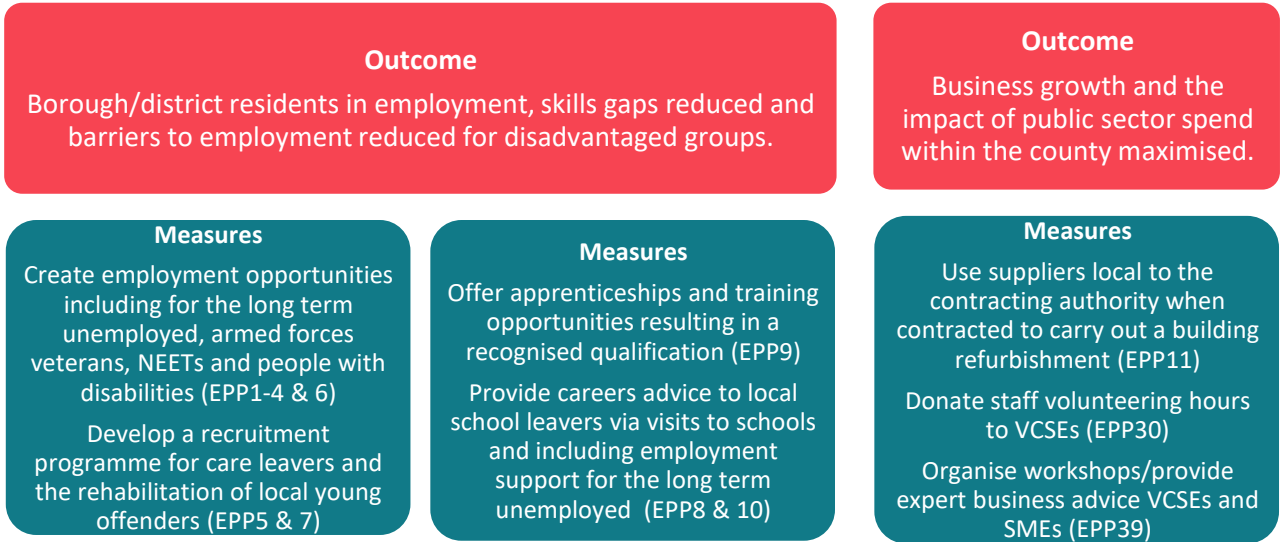 Outcome
Borough/district residents in employment, skills gaps reduced and
barriers to employment reduced for disadvantaged groups.
Outcome
Business growth and the
impact of public sector spend
within the county maximised.
Measures
Create employment opportunities
including for the long term
unemployed, armed forces
veterans, NEETs and people with
disabilities (EPP1-4 & 6)
Develop a recruitment
programme for care leavers and
the rehabilitation of local young
offenders (EPP5 & 7)
Measures
Offer apprenticeships and training
opportunities resulting in a
recognised qualification (EPP9)
Provide careers advice to local
school leavers via visits to schools
and including employment
support for the long term
unemployed (EPP8 & 10)
Measures
Use suppliers local to the
contracting authority when
contracted to carry out a building
refurbishment (EPP11)
Donate staff volunteering hours
to VCSEs (EPP30)
Organise workshops/provide
expert business advice VCSEs and
SMEs (EPP39)